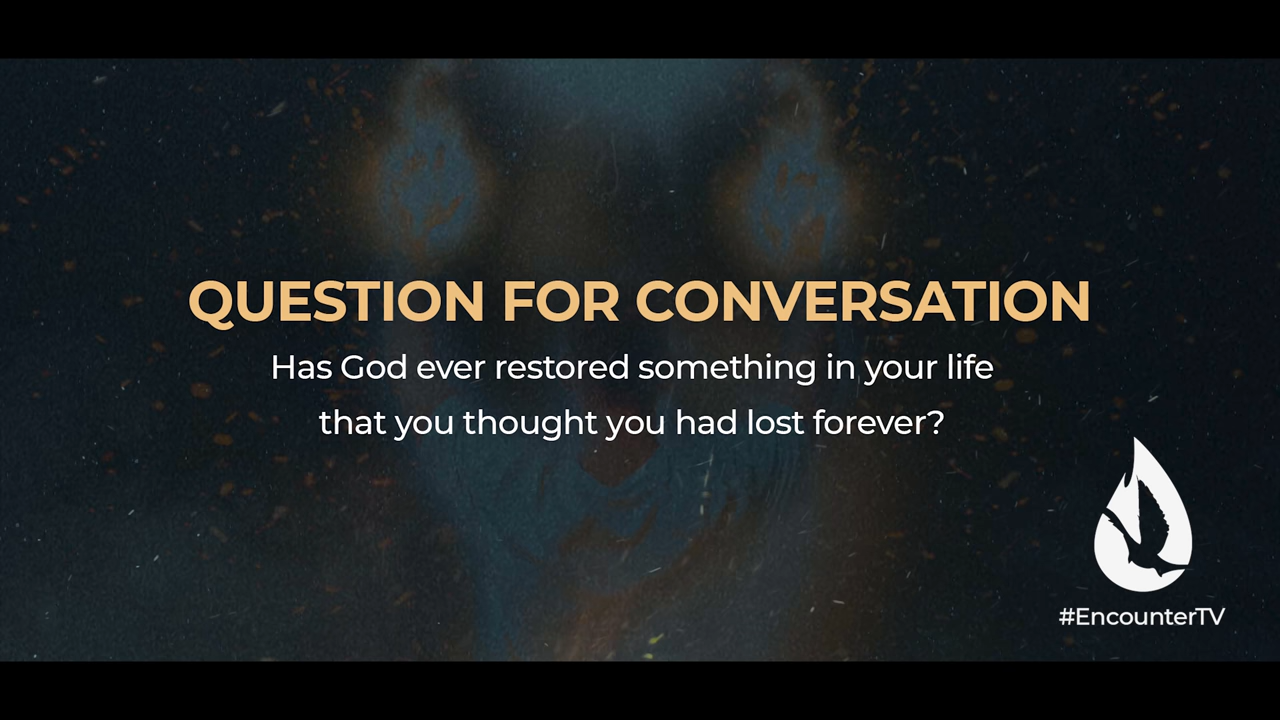 QUESTION FOR CONVERSATION
Has God ever restored something in your life
that you thought you had lost forever?
#EncounterTV